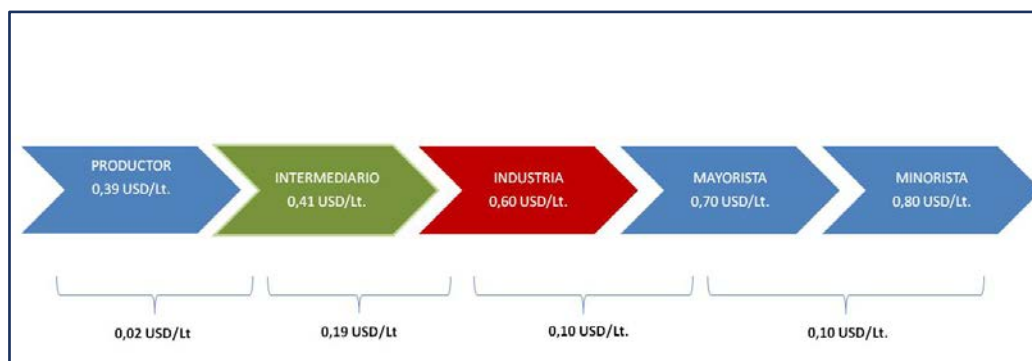 PRODUCTOR
0,39 USD/Lt.
INTERMEDIARIO
0,41 USD/Lt.
INDUSTRIA
0,60 USD/Lt.
MAYORISTA
0,70 USD/Lt.
MINORISTA
0,80 USD/Lt.
0,02 USD/Lt
0,19 USD/Lt
0,10 USD/Lt.
0,10 USD/Lt.